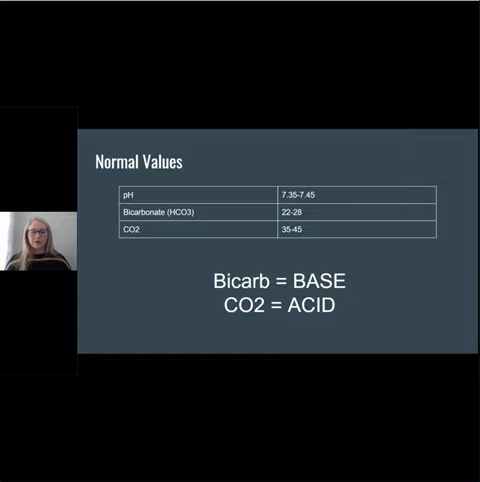 Normal Values
pH 7.35-7.45
Bicarbonate (HCO3) 22-28
CO2 35-45
Bicarb = BASE
CO2 = ACID